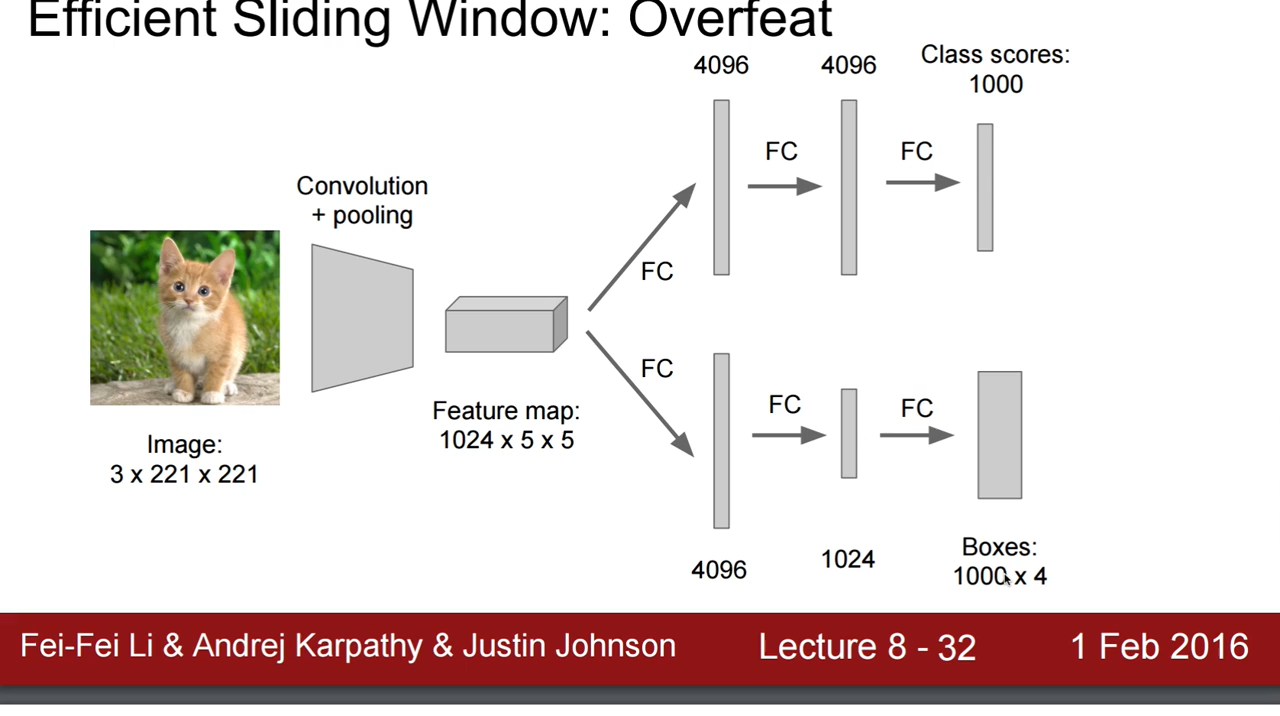 Efficient Sliding Window: Overfeat
4096
4096
Class scores:
1000
FC
FC
Convolution
+ pooling
FC
Image:
3 x 221 x 221
Feature map:
1024 x 5 x 5
FC
FC
FC
4096
1024
Boxes:
1000 x 4
Fei-Fei Li & Andrej Karpathy & Justin Johnson
Lecture 8 - 32
1 Feb 2016